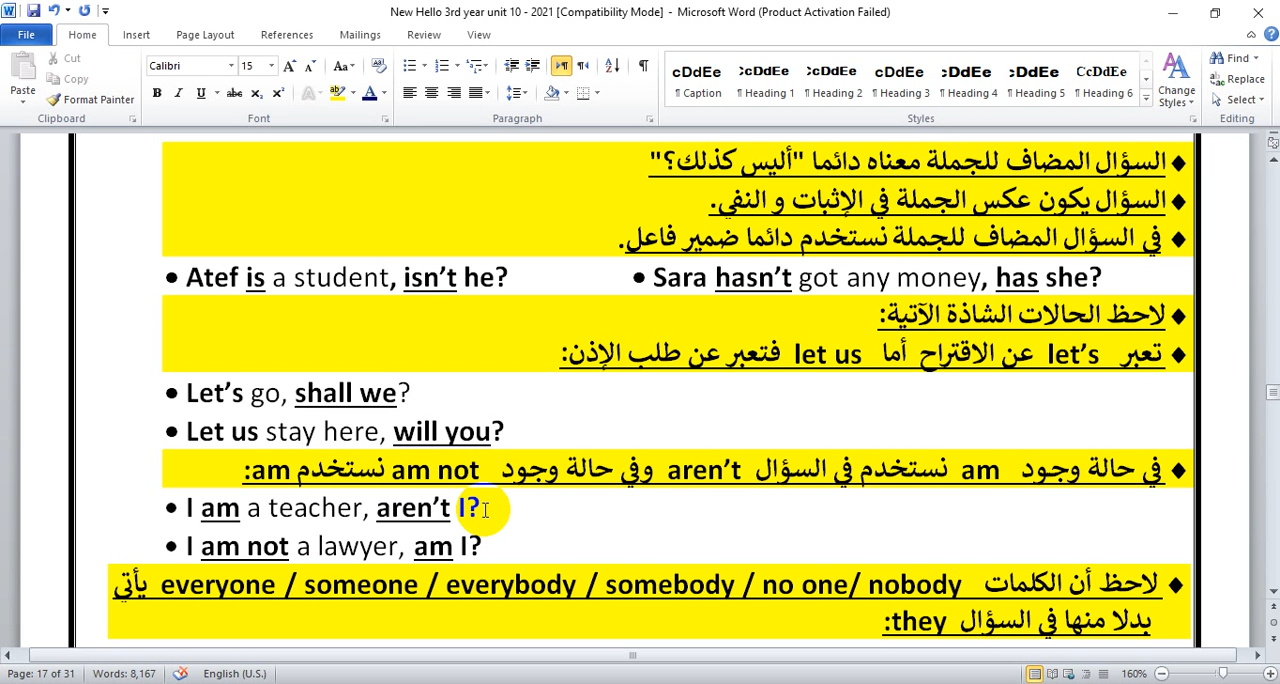 New Hello 3rd year unit 10 - 2021 [Compatibility Mode] - Microsoft Word (Product Activation Failed)
File Home Insert Page Layout References Mailings Review View
Cut
Copy
Format Painter
Paste
Calibri 15
Clipboard Font Paragraph Styles Editing
cDdEe Caption
cDdEe Heading 1
cDdEe Heading 2
cDdEe Heading 3
cDdEe Heading 4
cDdEe Heading 5
CcDdEe Heading 6
Change Styles
Find
Replace
Select
♦ السؤال المضاف للجملة معناه دائما "أليس كذلك؟"
♦ السؤال يكون عكس الجملة في الإثبات و النفي.
♦ في السؤال المضاف للجملة نستخدم دائما ضمير فاعل.
• Atef is a student, isn't he? • Sara hasn't got any money, has she?
♦ لاحظ الحالات الشاذة الآتية:
♦ تعبر let's عن الاقتراح أما let us فتعبر عن طلب الإذن:
• Let's go, shall we?
• Let us stay here, will you?
♦ في حالة وجود am نستخدم في السؤال aren't وفي حالة وجود am not نستخدم am:
• I am a teacher, aren't I?
• I am not a lawyer, am I?
♦ لاحظ أن الكلمات everyone / someone / everybody / somebody / no one/ nobody يأتي
بدلا منها في السؤال they:
Page: 17 of 31 Words: 8,167 English (U.S.) 160%